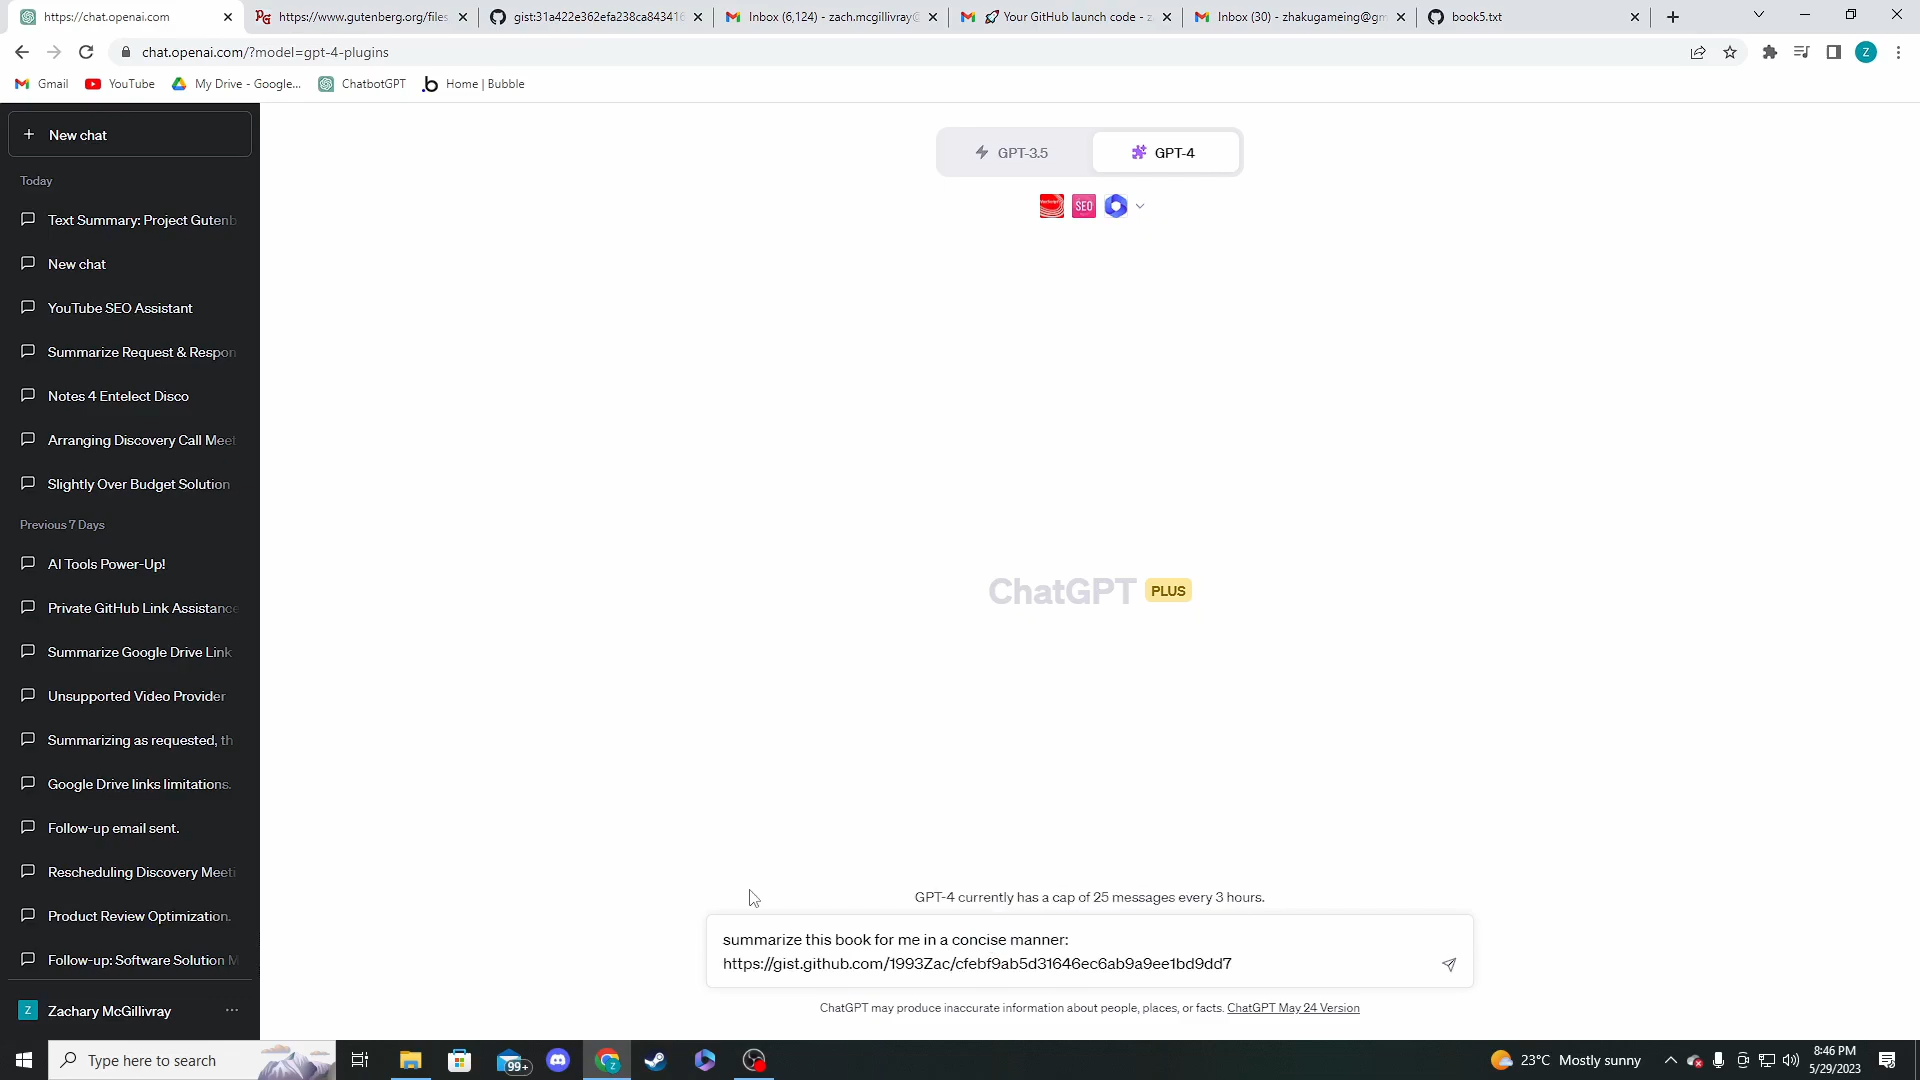 https://chat.openai.com
https://www.gutenberg.org/files
gist:31a422e362efa238ca843416
Inbox (6,124) - zach.mcgillivray@
Your GitHub launch code - z
Inbox (30) - zhakugameing@gm
book5.txt
chat.openai.com/?model=gpt-4-plugins
Z
Gmail
YouTube
My Drive - Google...
ChatbotGPT
Home | Bubble
New chat
GPT-3.5
GPT-4
SEO
Today
Text Summary: Project Gutenb
New chat
YouTube SEO Assistant
Summarize Request & Respon
Notes 4 Entelect Disco
Arranging Discovery Call Meet
Slightly Over Budget Solution
Previous 7 Days
AI Tools Power-Up!
Private GitHub Link Assistance
Summarize Google Drive Link
Unsupported Video Provider
Summarizing as requested, th
Google Drive links limitations.
Follow-up email sent.
Rescheduling Discovery Meeti
Product Review Optimization.
Follow-up: Software Solution M
Z
Zachary McGillivray
ChatGPT PLUS
GPT-4 currently has a cap of 25 messages every 3 hours.
summarize this book for me in a concise manner:
https://gist.github.com/1993Zac/cfebf9ab5d31646ec6ab9a9ee1bd9dd7
ChatGPT may produce inaccurate information about people, places, or facts. ChatGPT May 24 Version
Type here to search
99+
23°C Mostly sunny
8:46 PM
5/29/2023